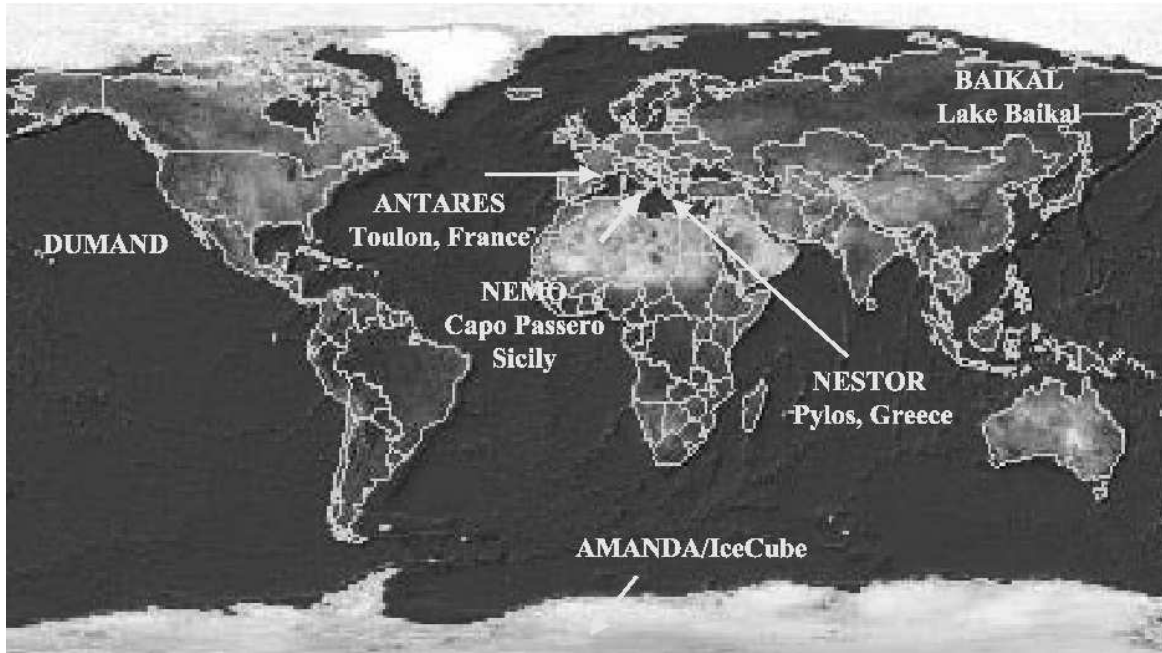 BAIKAL
Lake Baikal
ANTARES
Toulon, France
DUMAND
NEMO
Capo Passero
Sicily
NESTOR
Pylos, Greece
AMANDA/IceCube